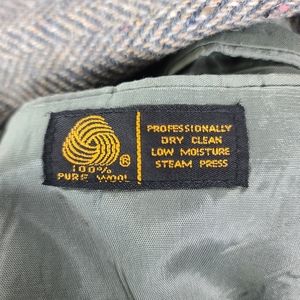 ®
100%
PURE WOOL
PROFESSIONALLY
DRY CLEAN
LOW MOISTURE
STEAM PRESS